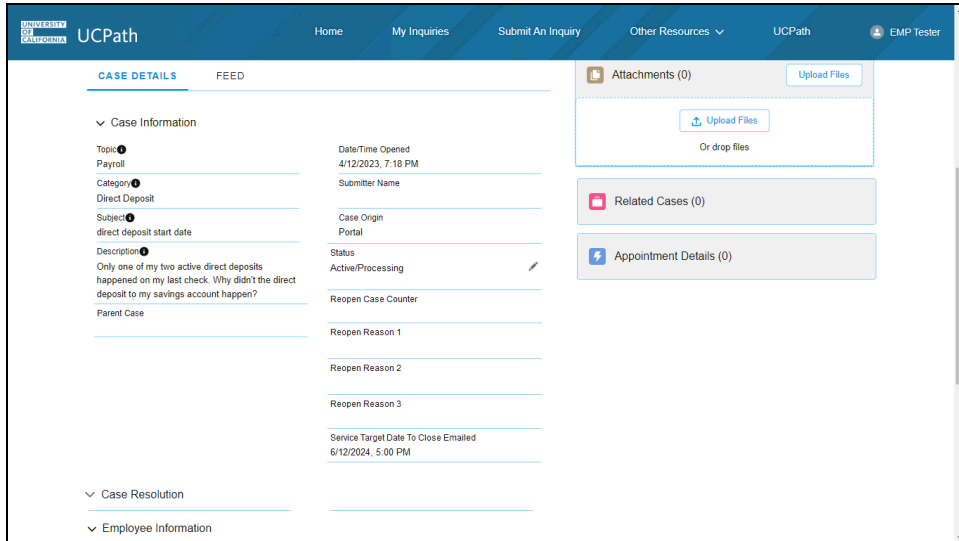 UNIVERSITY
OF
CALIFORNIA
UCPath
Home
My Inquiries
Submit An Inquiry
Other Resources
UCPath
EMP Tester
CASE DETAILS
FEED
Case Information
Topic
Payroll
Category
Direct Deposit
Subject
direct deposit start date
Description
Only one of my two active direct deposits
happened on my last check. Why didn't the direct
deposit to my savings account happen?
Parent Case
Date/Time Opened
4/12/2023, 7:18 PM
Submitter Name
Case Origin
Portal
Status
Active/Processing
Reopen Case Counter
Reopen Reason 1
Reopen Reason 2
Reopen Reason 3
Service Target Date To Close Emailed
6/12/2024, 5:00 PM
Case Resolution
Employee Information
Attachments (0)
Upload Files
Upload Files
Or drop files
Related Cases (0)
Appointment Details (0)